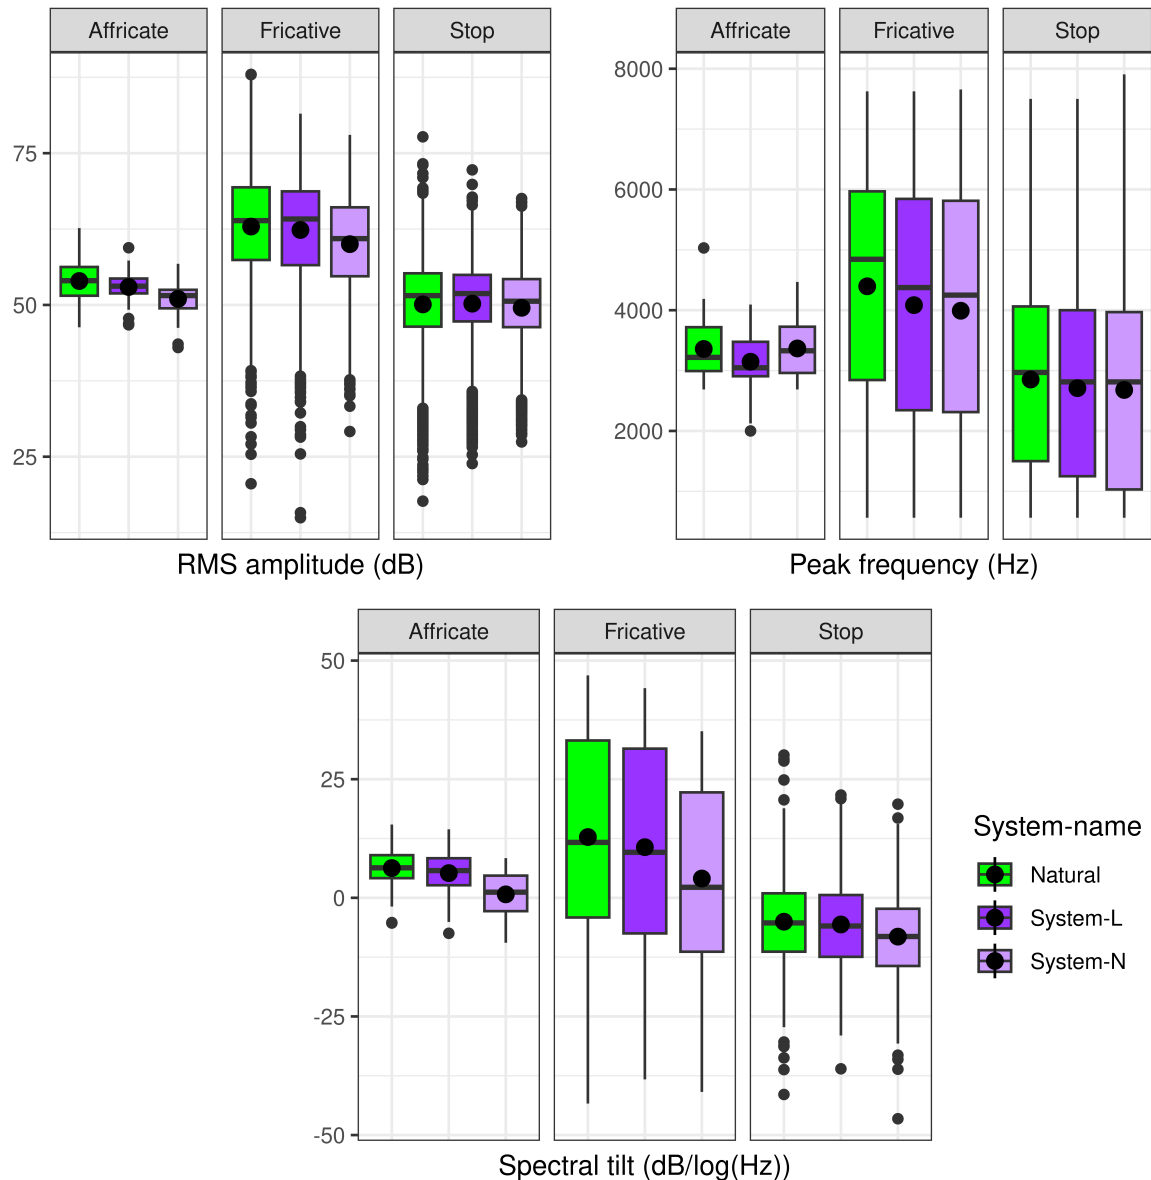 Affricate Fricative Stop
75
50
25
RMS amplitude (dB)
Affricate Fricative Stop
8000
6000
4000
2000
Peak frequency (Hz)
Affricate Fricative Stop
50
25
0
-25
-50
Spectral tilt (dB/log(Hz))
System-name
Natural
System-L
System-N